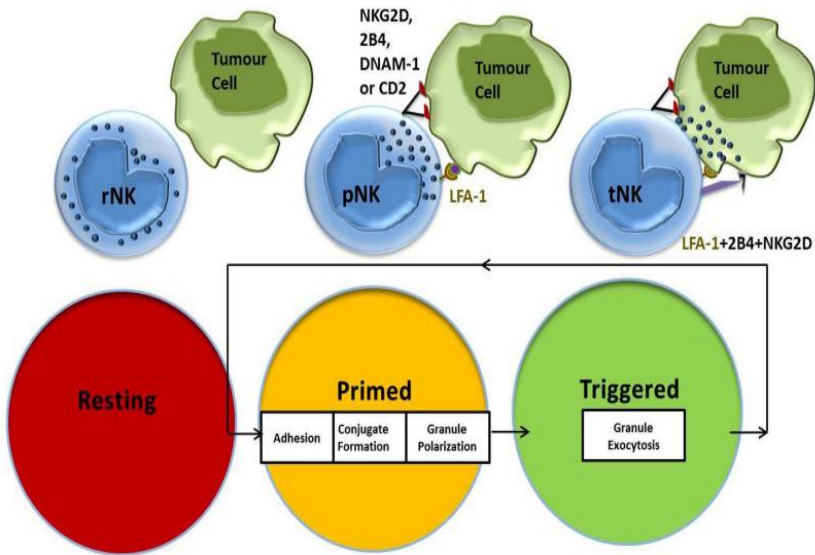 Tumour
Cell
rNK
NKG2D,
2B4,
DNAM-1
or CD2
Tumour
Cell
pNK
LFA-1
Tumour
Cell
tNK
LFA-1+2B4+NKG2D
Resting
Primed
Adhesion
Conjugate
Formation
Granule
Polarization
Triggered
Granule
Exocytosis